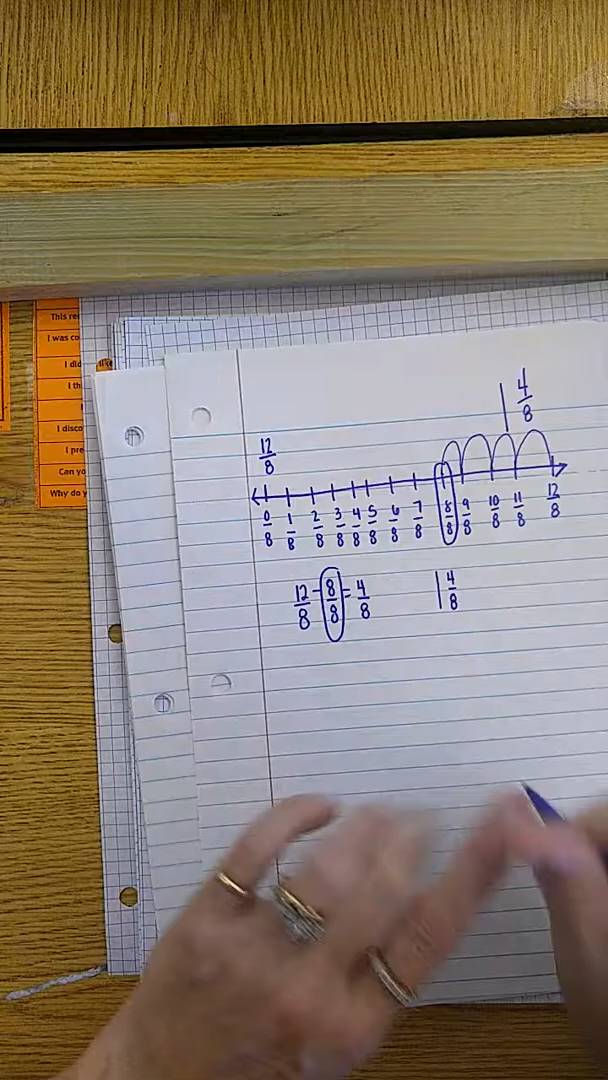 This re
I was co
I did
like
I th
I disco
I pre
Can yo
Why do y
1 4/8
12/8
0/8 1/8 2/8 3/8 4/8 5/8 6/8 7/8 8/8 9/8 10/8 11/8 12/8
12/8 - 8/8 = 4/8
1 4/8